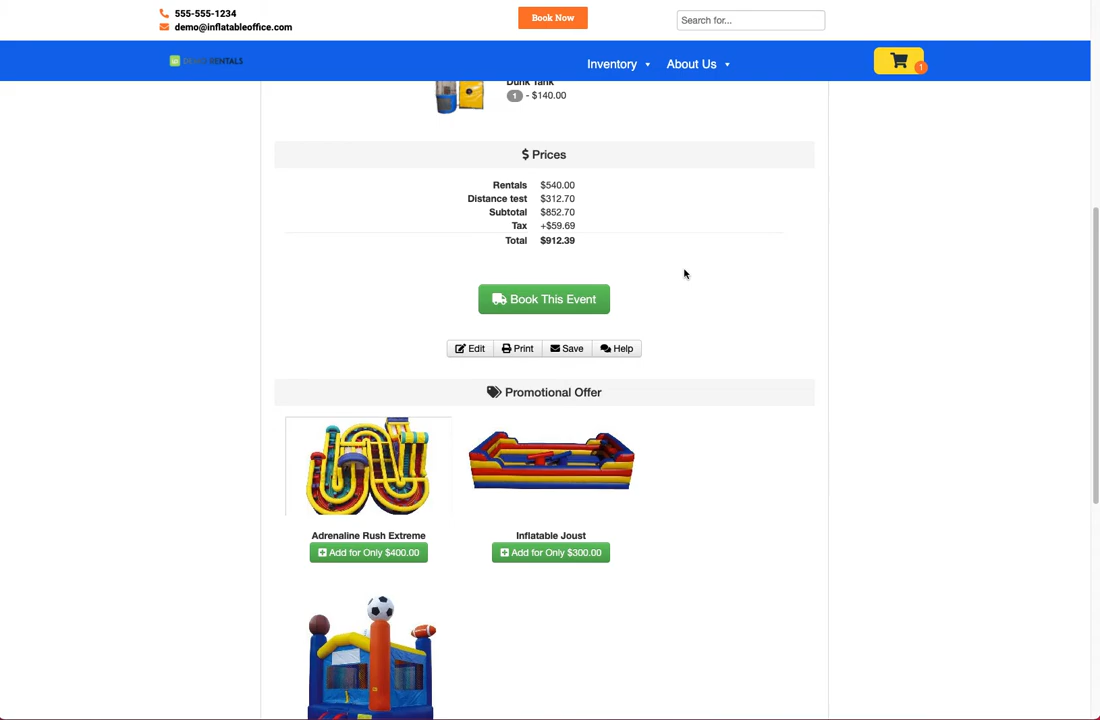 555-555-1234
demo@inflatableoffice.com
Book Now
Search for...
RENTALS
Inventory
About Us
1
Dunk Tank
1 - $140.00
$ Prices
Rentals $540.00
Distance test $312.70
Subtotal $852.70
Tax +$59.69
Total $912.39
Book This Event
Edit Print Save Help
Promotional Offer
Adrenaline Rush Extreme Inflatable Joust
Add for Only $400.00 Add for Only $300.00